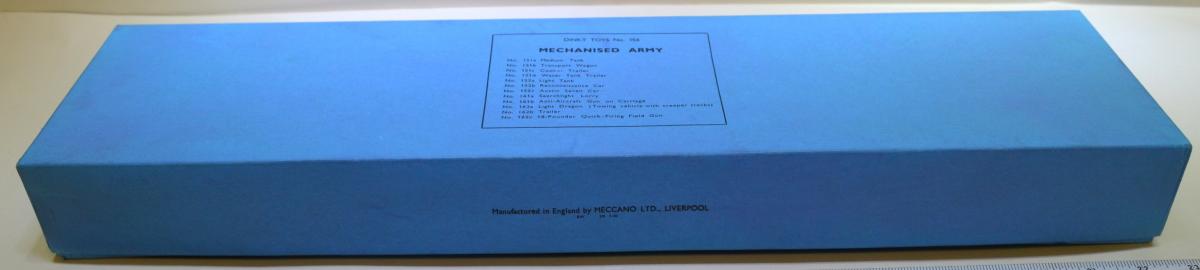 DINKY TOYS No. 156
MECHANISED ARMY
No. 151a Medium Tank
No. 151b Transport Wagon
No. 151c Cooker Trailer
No. 151d Water Tank Trailer
No. 152a Light Tank
No. 152b Reconnaissance Car
No. 152c Austin Seven Car
No. 161a Searchlight Lorry
No. 161b Anti-Aircraft Gun on Carriage
No. 162a Light Dragon (Towing vehicle with creeper tracks)
No. 162b Trailer
No. 162c 18-Pounder Quick-Firing Field Gun
Manufactured in England by MECCANO LTD., LIVERPOOL
32 33